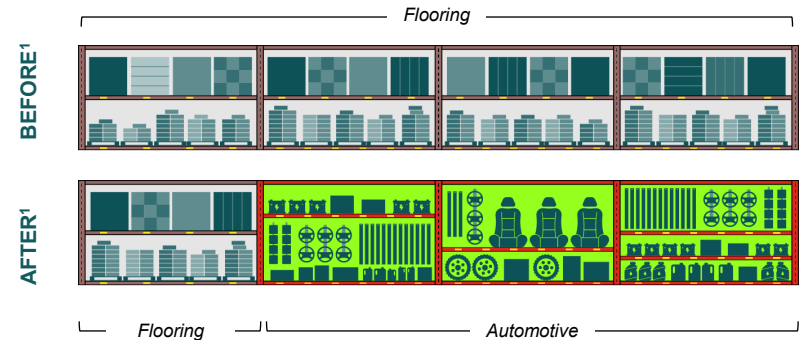 Flooring
BEFORE¹
AFTER¹
Flooring
Automotive